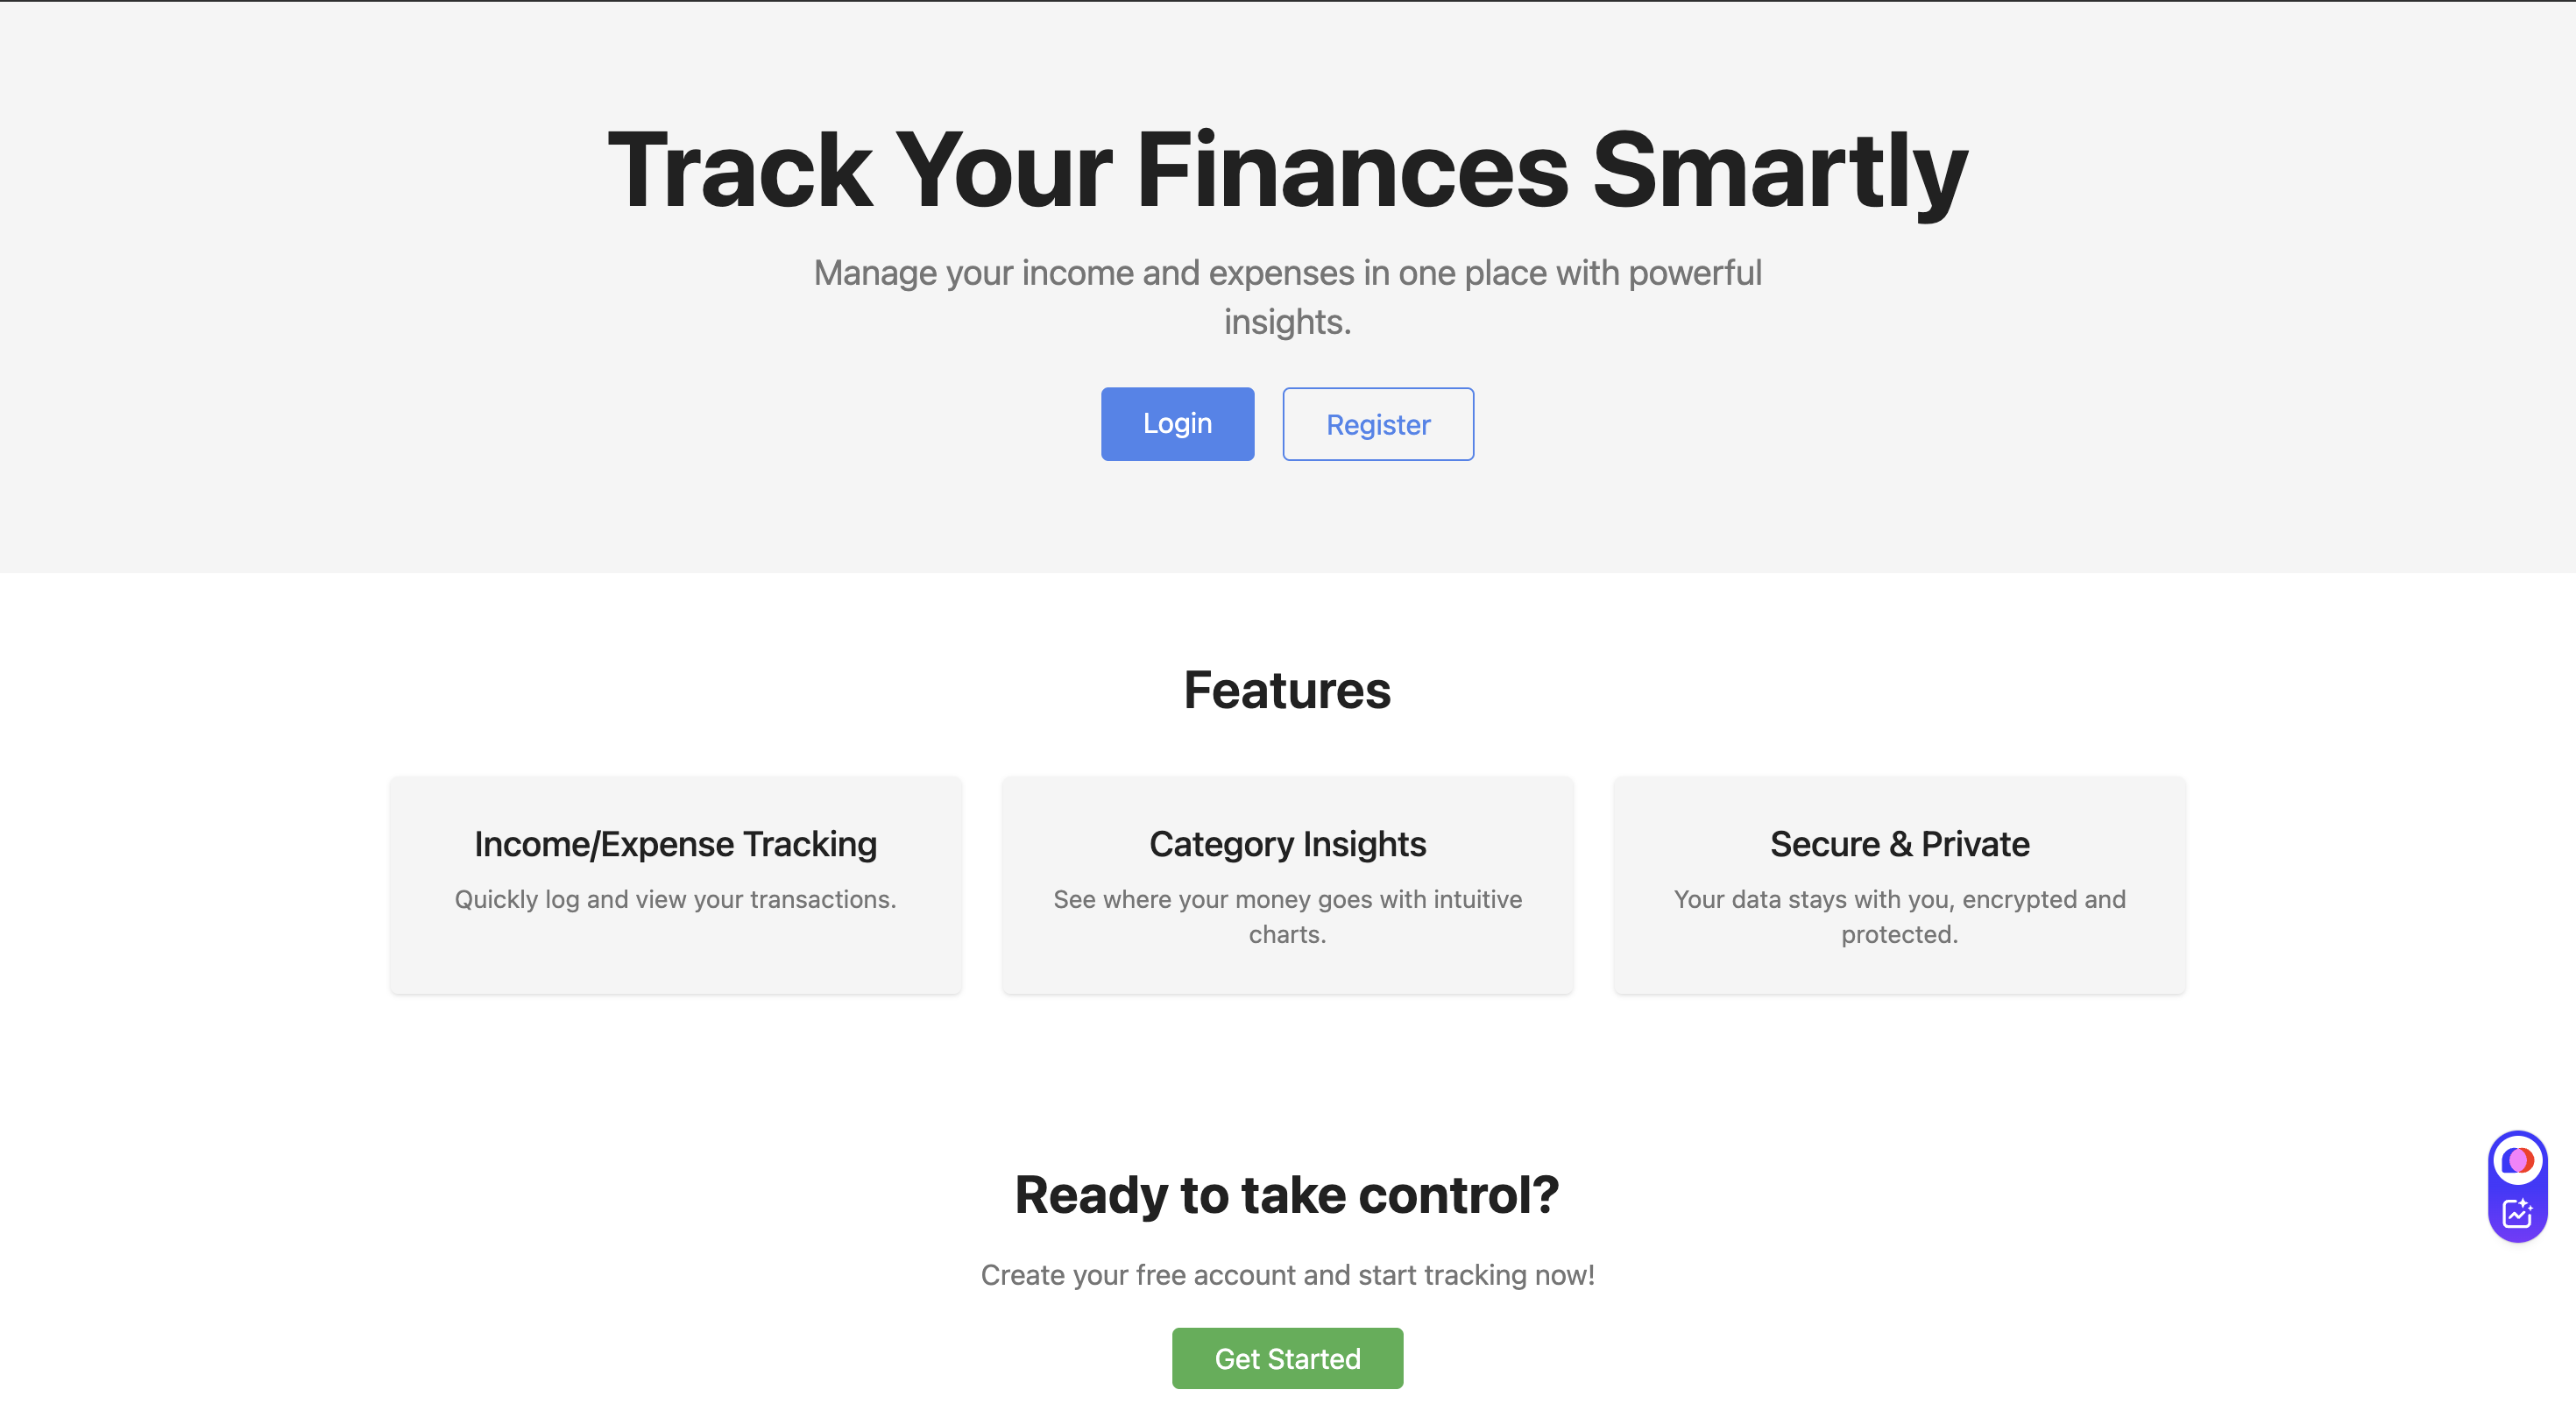 Track Your Finances Smartly
Manage your income and expenses in one place with powerful
insights.
Login
Register
Features
Income/Expense Tracking
Quickly log and view your transactions.
Category Insights
See where your money goes with intuitive
charts.
Secure & Private
Your data stays with you, encrypted and
protected.
Ready to take control?
Create your free account and start tracking now!
Get Started